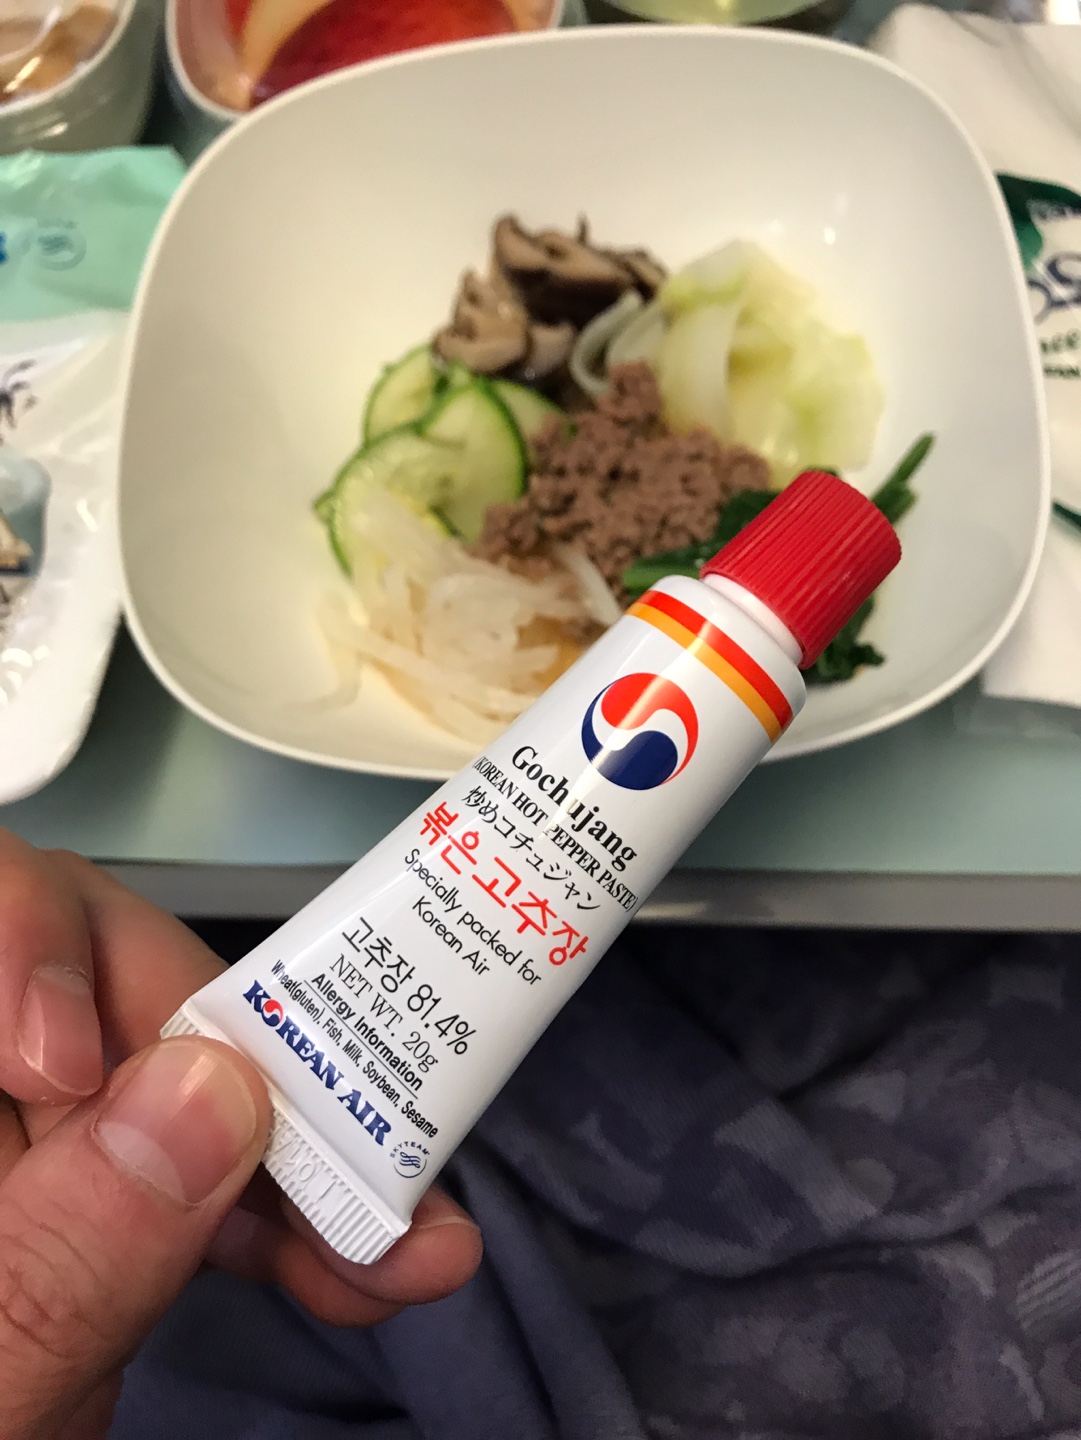 Gochujang
(KOREAN HOT PEPPER PASTE)
炒めコチュジャン
볶은 고추장
Specially packed for
Korean Air
고추장 81.4%
NET WT. 20g
Allergy Information
Wheat(gluten), Fish, Milk, Soybean, Sesame
KOREAN AIR
SKYTEAM